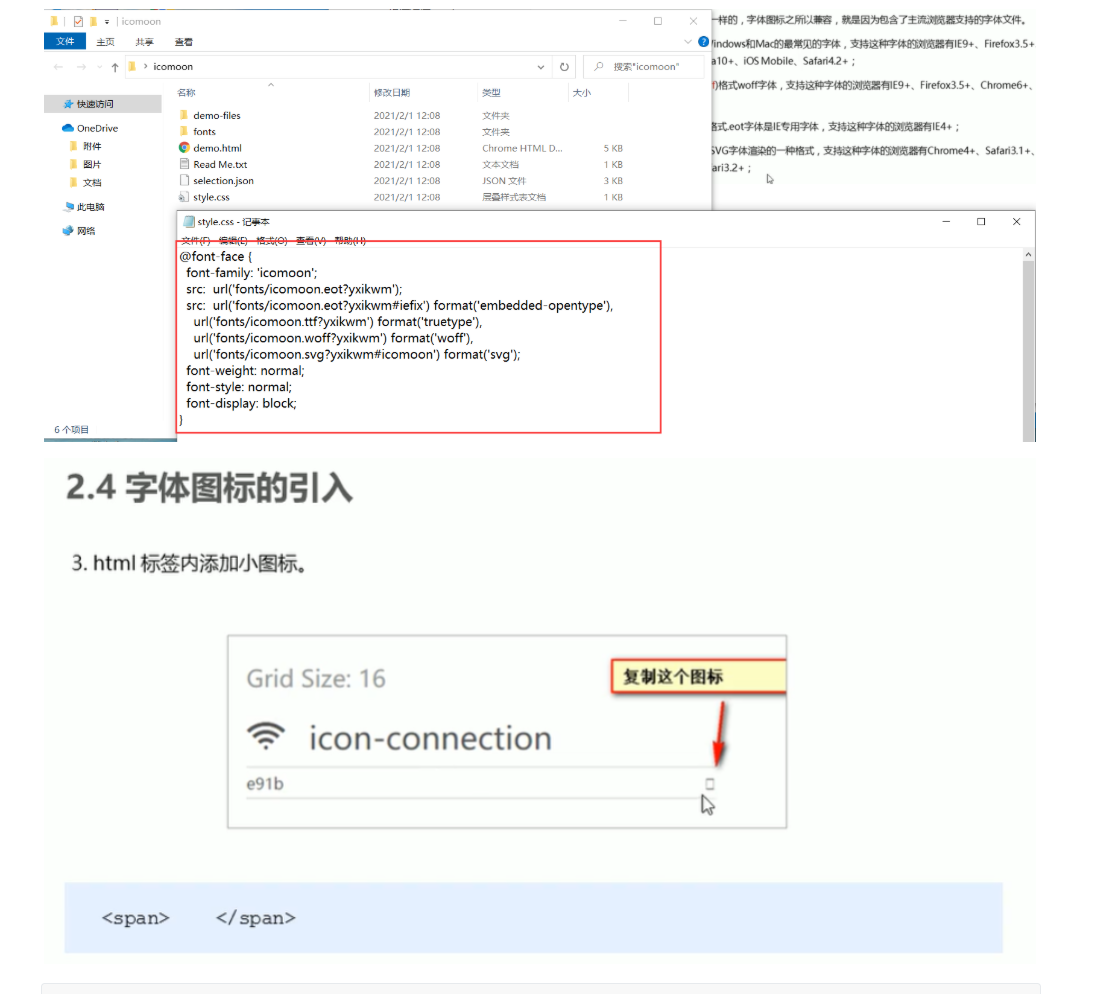 icomoon
文件 主页 共享 查看
icomoon
搜索"icomoon"
快速访问
OneDrive
附件
图片
文档
此电脑
网络
6 个项目
名称 修改日期 类型 大小
demo-files 2021/2/1 12:08 文件夹
fonts 2021/2/1 12:08 文件夹
demo.html 2021/2/1 12:08 Chrome HTML D... 5 KB
Read Me.txt 2021/2/1 12:08 文本文档 1 KB
selection.json 2021/2/1 12:08 JSON 文件 3 KB
style.css 2021/2/1 12:08 层叠样式表文档 1 KB
一样的，字体图标之所以兼容，就是因为包含了主流浏览器支持的字体文件。
indows和Mac的最常见的字体，支持这种字体的浏览器有IE9+、Firefox3.5+
a10+、iOS Mobile、Safari4.2+；
)格式woff字体，支持这种字体的浏览器有IE9+、Firefox3.5+、Chrome6+、
格式.eot字体是IE专用字体，支持这种字体的浏览器有IE4+；
SVG字体渲染的一种格式，支持这种字体的浏览器有Chrome4+、Safari3.1+、
ari3.2+；
style.css - 记事本
文件(F) 编辑(E) 格式(O) 查看(V) 帮助(H)
@font-face {
font-family: 'icomoon';
src:  url('fonts/icomoon.eot?yxikwm');
src:  url('fonts/icomoon.eot?yxikwm#iefix') format('embedded-opentype'),
url('fonts/icomoon.ttf?yxikwm') format('truetype'),
url('fonts/icomoon.woff?yxikwm') format('woff'),
url('fonts/icomoon.svg?yxikwm#icomoon') format('svg');
font-weight: normal;
font-style: normal;
font-display: block;
}
2.4 字体图标的引入
3. html 标签内添加小图标。
Grid Size: 16
复制这个图标
icon-connection
e91b
<span>    </span>